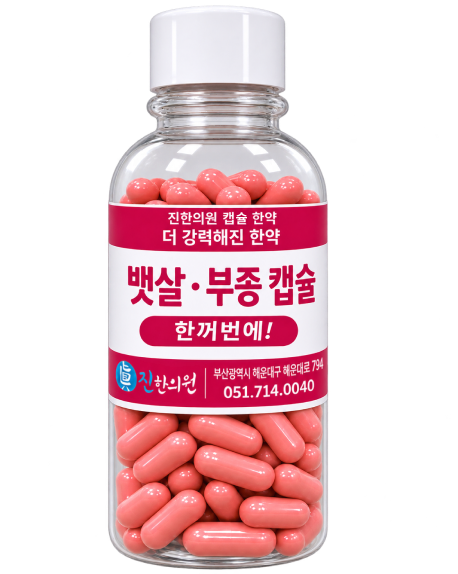 진한의원 캡슐 한약
더 강력해진 한약
뱃살·부종 캡슐
한꺼번에!
眞 진한의원
부산광역시 해운대구 해운대로 794
051.714.0040